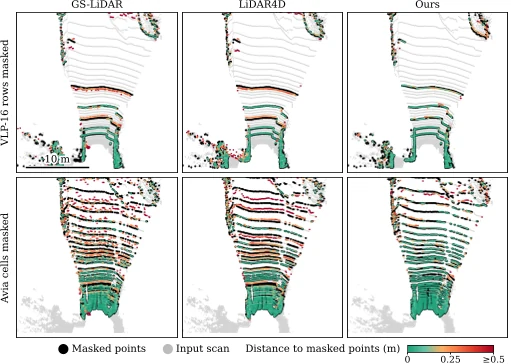 GS-LiDAR
LiDAR4D
Ours
VLP-16 rows masked
10 m
Avia cells masked
Masked points
Input scan
Distance to masked points (m)
0 0.25 ≥0.5